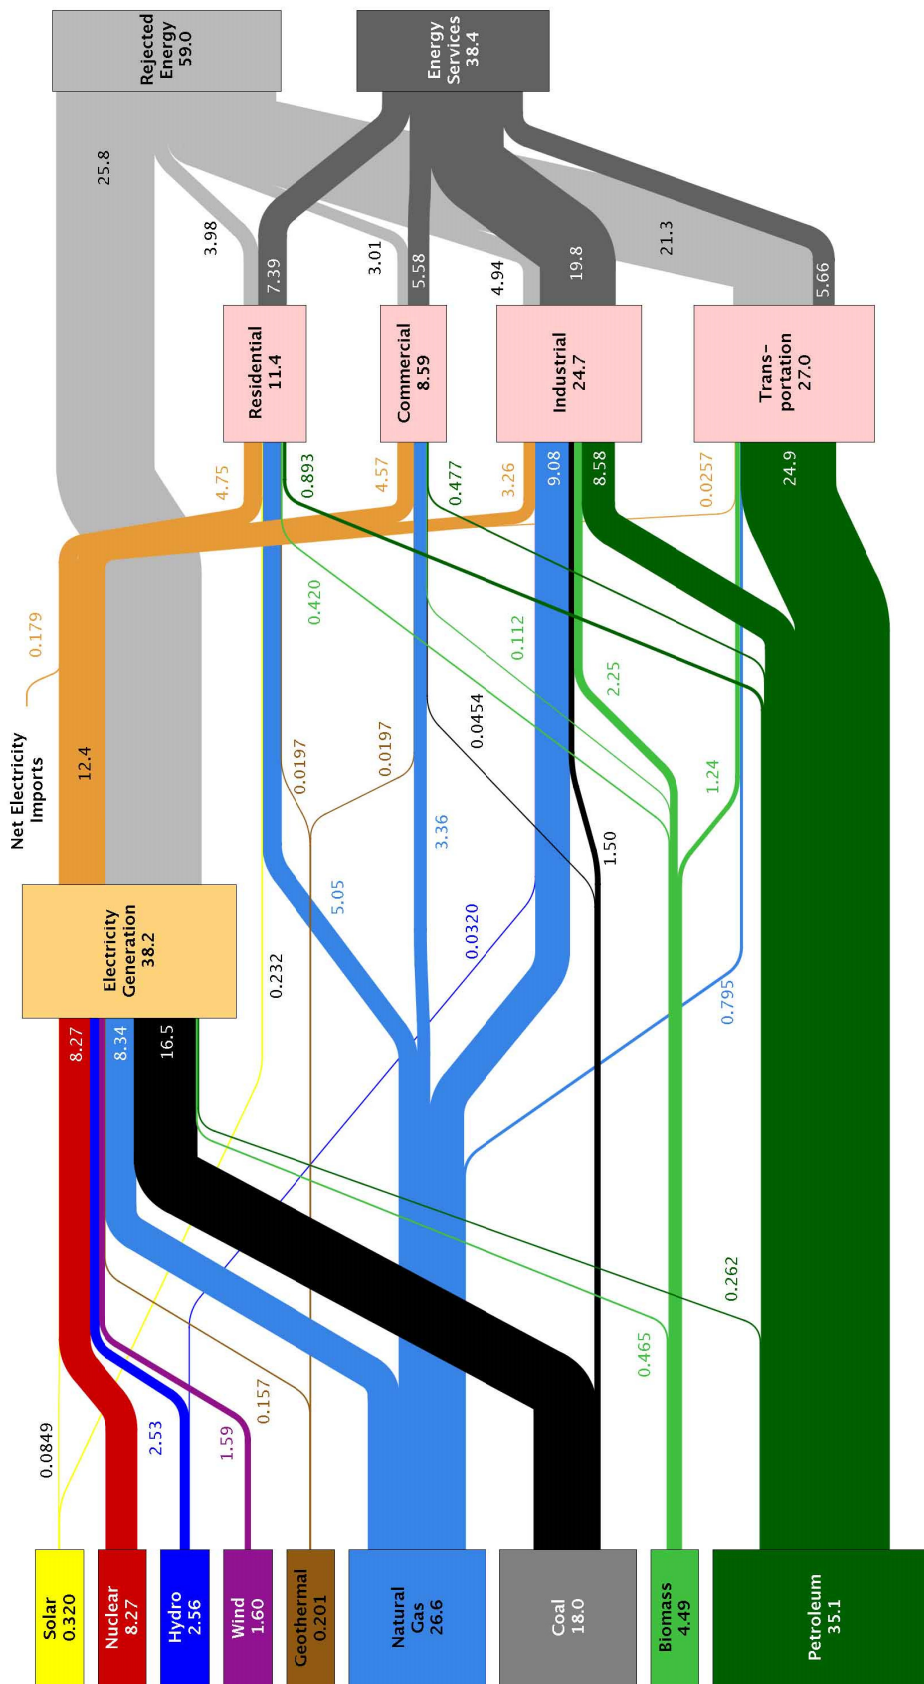 Solar
0.320
Nuclear
8.27
Hydro
2.56
Wind
1.60
Geothermal
0.201
Natural
Gas
26.6
Coal
18.0
Biomass
4.49
Petroleum
35.1
0.0849
2.53
1.59
0.157
0.465
0.262
8.27
8.34
16.5
0.232
0.0320
0.795
Electricity
Generation
38.2
5.05
3.36
1.50
1.24
Net Electricity
Imports
12.4
0.0197
0.0197
0.0454
2.25
0.179
0.420
0.112
4.75
0.893
4.57
0.477
3.26
9.08
8.58
0.0257
24.9
Residential
11.4
Commercial
8.59
Industrial
24.7
Trans–
portation
27.0
25.8
3.98
7.39
3.01
5.58
4.94
19.8
21.3
5.66
Rejected
Energy
59.0
Energy
Services
38.4